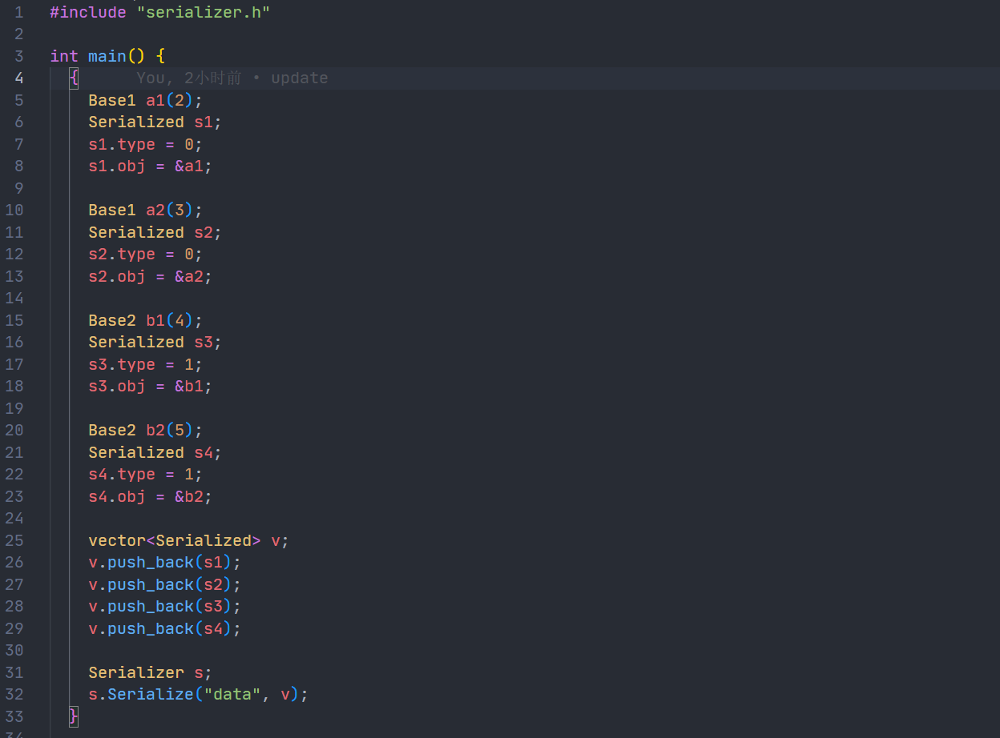 1 #include "serializer.h"
2
3 int main() {
4 { You, 2小时前 • update
5 Base1 a1(2);
6 Serialized s1;
7 s1.type = 0;
8 s1.obj = &a1;
9
10 Base1 a2(3);
11 Serialized s2;
12 s2.type = 0;
13 s2.obj = &a2;
14
15 Base2 b1(4);
16 Serialized s3;
17 s3.type = 1;
18 s3.obj = &b1;
19
20 Base2 b2(5);
21 Serialized s4;
22 s4.type = 1;
23 s4.obj = &b2;
24
25 vector<Serialized> v;
26 v.push_back(s1);
27 v.push_back(s2);
28 v.push_back(s3);
29 v.push_back(s4);
30
31 Serializer s;
32 s.Serialize("data", v);
33 }
34